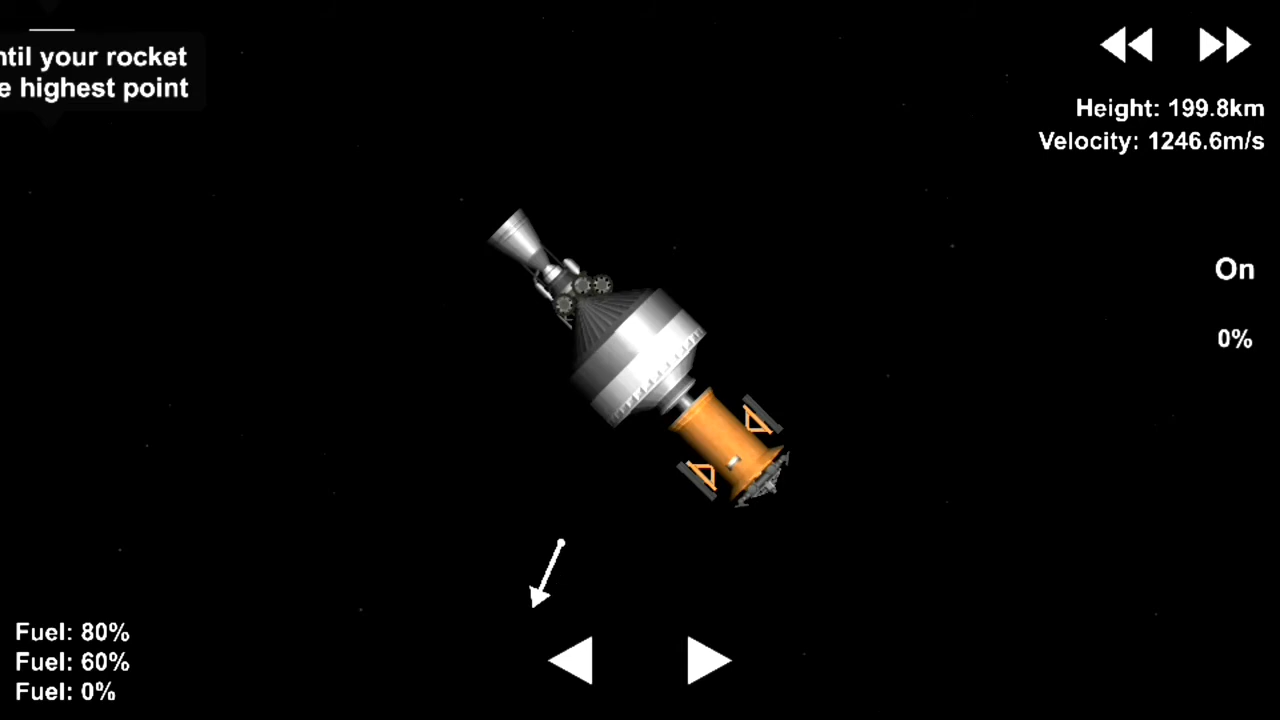 ntil your rocket
e highest point
Height: 199.8km
Velocity: 1246.6m/s
On
0%
Fuel: 80%
Fuel: 60%
Fuel: 0%